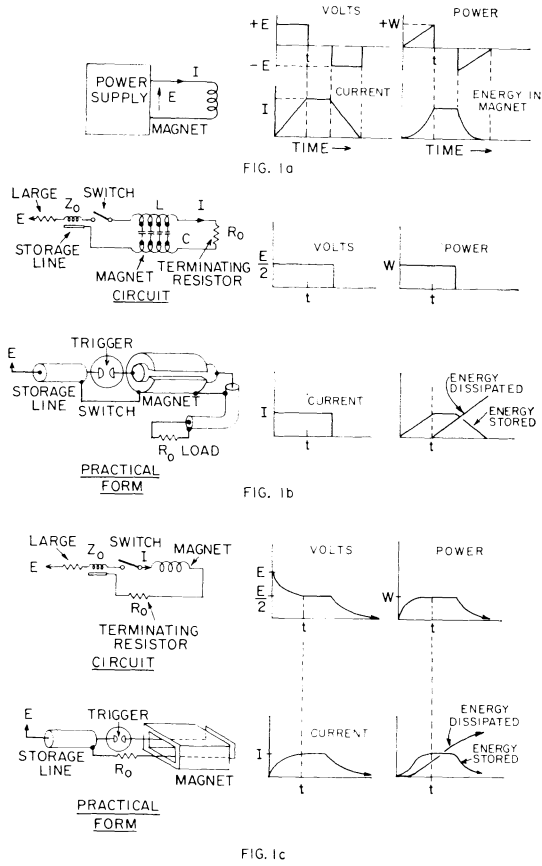 POWER
SUPPLY
I
E
MAGNET
VOLTS
+E
t
-E
CURRENT
I
TIME →
POWER
+W
t
ENERGY IN
MAGNET
TIME →
FIG. 1a
LARGE
Z₀
SWITCH
L
I
E
R₀
STORAGE
LINE
C
MAGNET
TERMINATING
RESISTOR
CIRCUIT
VOLTS
E/2
t
POWER
W
t
E
TRIGGER
STORAGE
LINE
SWITCH
MAGNET
R₀ LOAD
PRACTICAL
FORM
CURRENT
I
t
ENERGY
DISSIPATED
ENERGY
STORED
t
FIG. 1b
LARGE
Z₀
SWITCH
I
MAGNET
E
R₀
TERMINATING
RESISTOR
CIRCUIT
VOLTS
E
E/2
t
POWER
W
t
E
TRIGGER
STORAGE
LINE
R₀
MAGNET
PRACTICAL
FORM
CURRENT
I
t
ENERGY
DISSIPATED
ENERGY
STORED
t
FIG. 1c